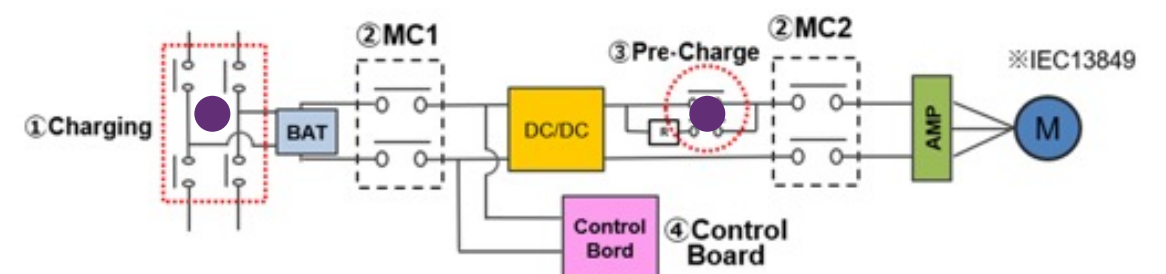 ②MC1
②MC2
③Pre-Charge
※IEC13849
①Charging
BAT
DC/DC
R
AMP
M
Control
Bord
④Control
Board